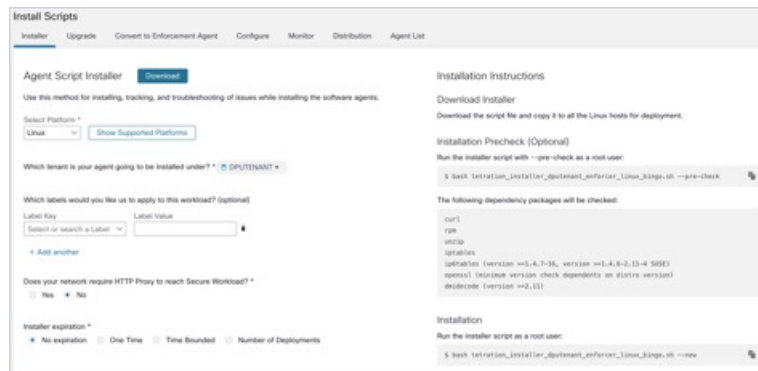 Install Scripts
Installer Upgrade Convert to Enforcement Agent Configure Monitor Distribution Agent List
Agent Script Installer Download
Use this method for installing, tracking, and troubleshooting of issues while installing the software agents.
Select Platform *
Linux Show Supported Platforms
Which tenant is your agent going to be installed under? * DPUTENANT
Which labels would you like us to apply to this workload? (optional)
Label Key Label Value
Select or search a Label
+ Add another
Does your network require HTTP Proxy to reach Secure Workload? *
Yes No
Installer expiration *
No expiration One Time Time Bounded Number of Deployments
Installation Instructions
Download Installer
Download the script file and copy it to all the Linux hosts for deployment.
Installation Precheck (Optional)
Run the installer script with --pre-check as a root user:
$ bash tetration_installer_dputenant_enforcer_linux_bingo.sh --pre-check
The following dependency packages will be checked:
curl
rpm
unzip
iptables
ip6tables (version >=1.4.7-16, version >=1.4.6-2.11-4 SUSE)
openssl (minimum version check dependents on distro version)
dmidecode (version >=2.11)
Installation
Run the installer script as a root user:
$ bash tetration_installer_dputenant_enforcer_linux_bingo.sh --new